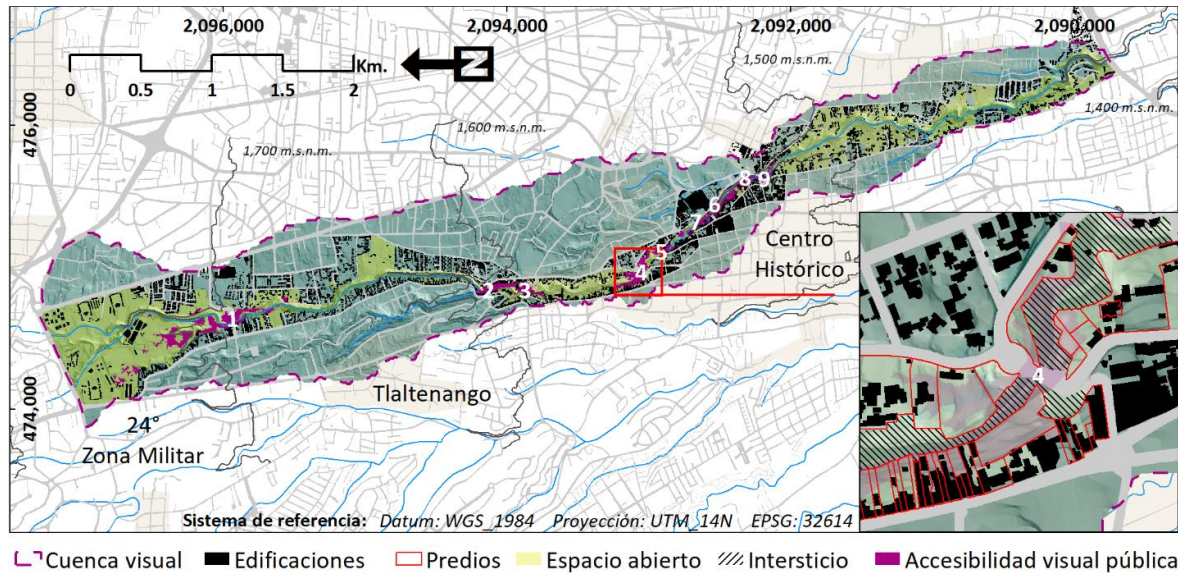 2,096,000
2,094,000
2,092,000
2,090,000
Km.
N
0 0.5 1 1.5 2
1,500 m.s.n.m.
1,400 m.s.n.m.
476,000
1,600 m.s.n.m.
1,700 m.s.n.m.
8 9
6
7
Centro
Histórico
5
4
2 3
1
4
Tlaltenango
474,000
24°
Zona Militar
Sistema de referencia: Datum: WGS_1984 Proyección: UTM_14N EPSG: 32614
Cuenca visual Edificaciones Predios Espacio abierto Intersticio Accesibilidad visual pública